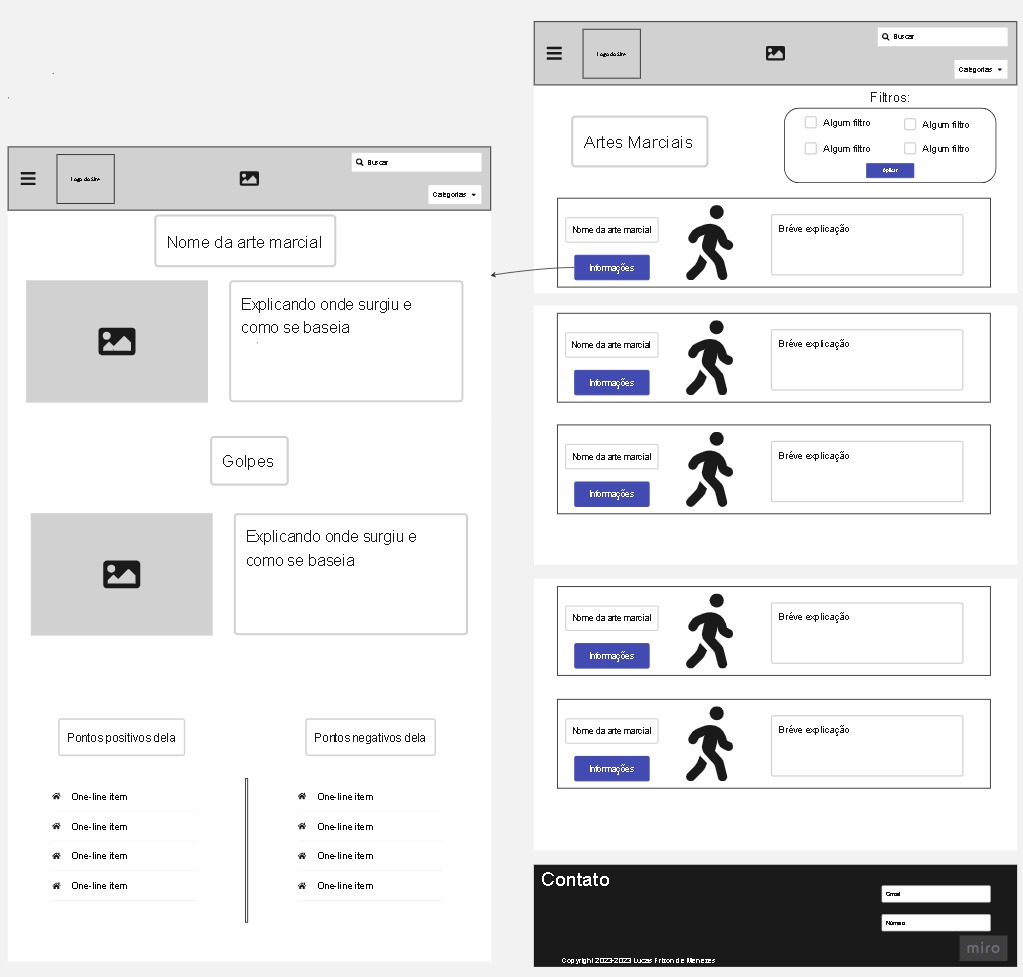 Logo do Site
Buscar
Categorias
Nome da arte marcial
Explicando onde surgiu e
como se baseia
Golpes
Explicando onde surgiu e
como se baseia
Pontos positivos dela
Pontos negativos dela
One-line item
One-line item
One-line item
One-line item
One-line item
One-line item
One-line item
One-line item
Logo do Site
Buscar
Categorias
Filtros:
Artes Marciais
Algum filtro
Algum filtro
Algum filtro
Algum filtro
Aplicar
Nome da arte marcial
Informações
Bréve explicação
Nome da arte marcial
Informações
Bréve explicação
Nome da arte marcial
Informações
Bréve explicação
Nome da arte marcial
Informações
Bréve explicação
Nome da arte marcial
Informações
Bréve explicação
Contato
Gmail
Número
miro
Copyright 2023-2023 Lucas Frizon de Menezes